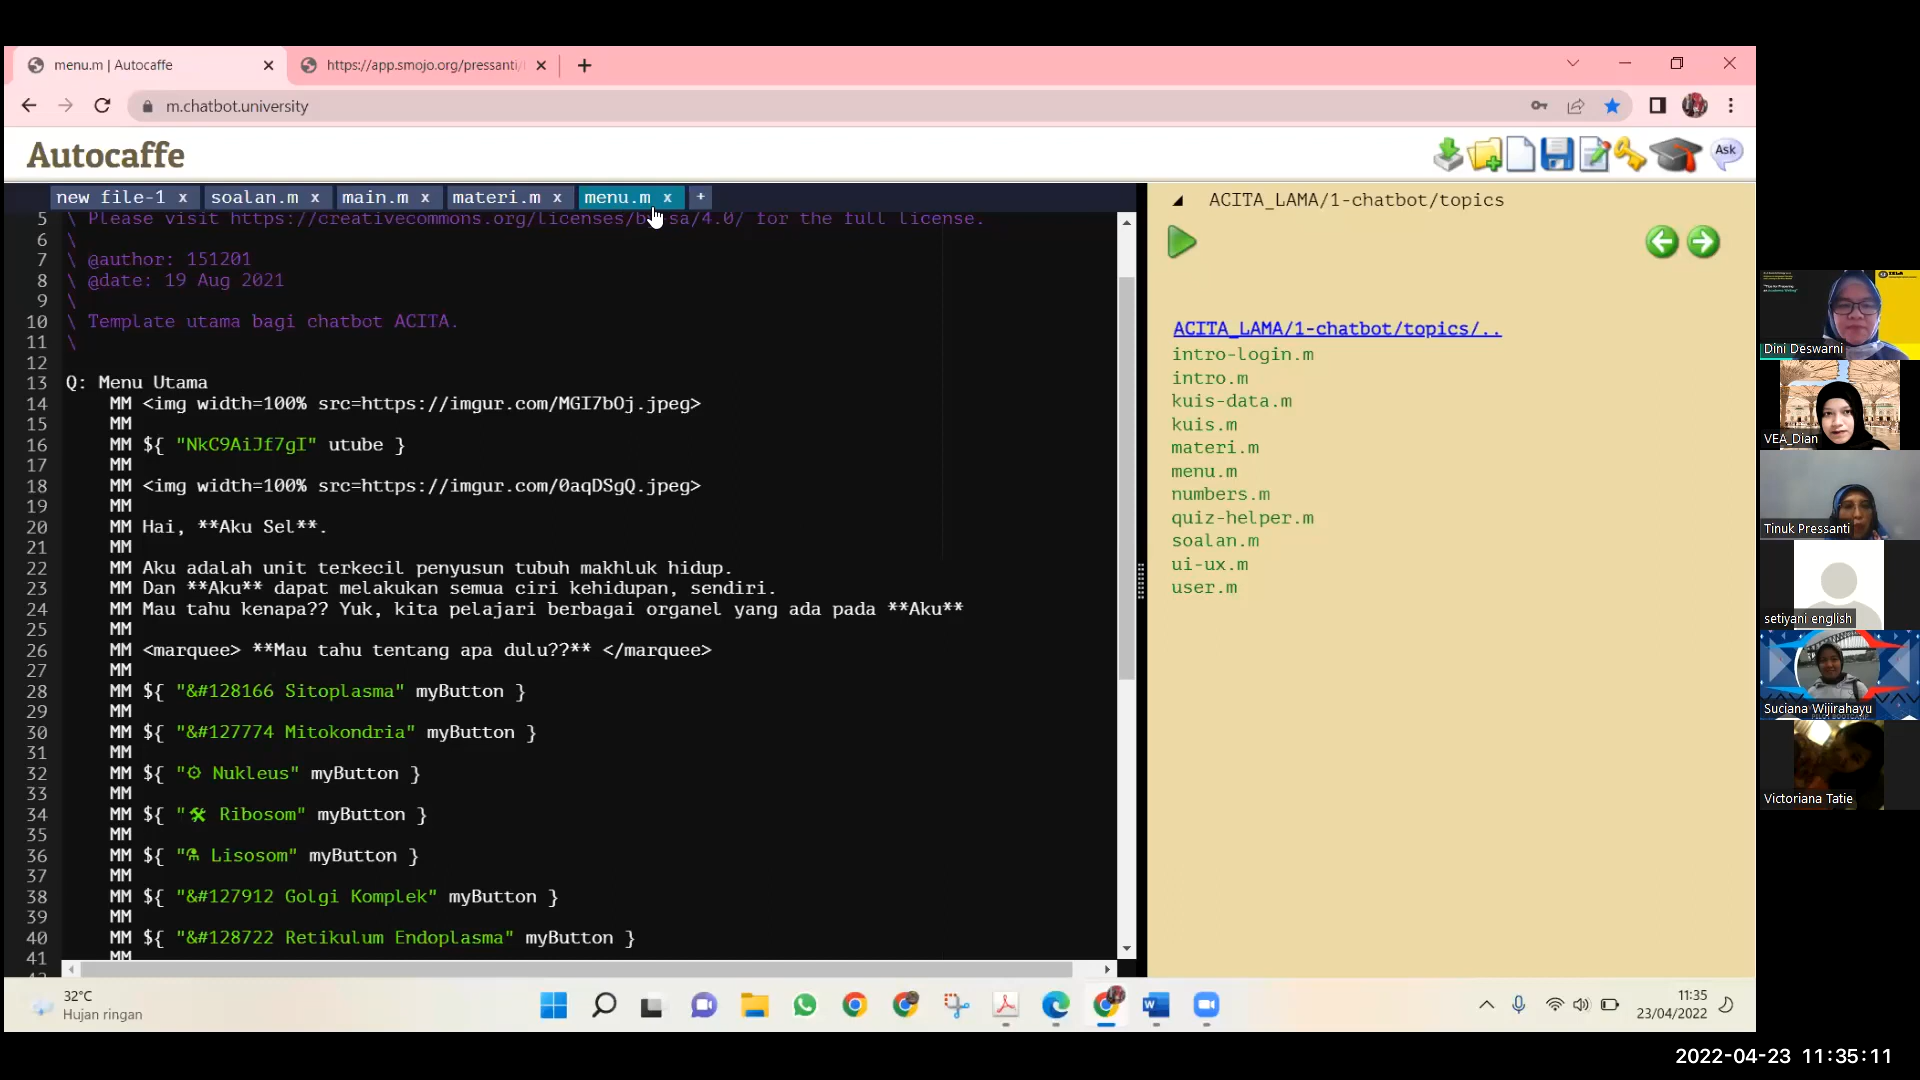 menu.m | Autocaffe
https://app.smojo.org/pressanti/
m.chatbot.university
Autocaffe
Ask
new file-1 x
soalan.m x
main.m x
materi.m x
menu.m x
+
5 \ Please visit https://creativecommons.org/licenses/by-sa/4.0/ for the full license.
6 \
7 \ @author: 151201
8 \ @date: 19 Aug 2021
9 \
10 \ Template utama bagi chatbot ACITA.
11 \
12
13 Q: Menu Utama
14 MM <img width=100% src=https://imgur.com/MGI7bOj.jpeg>
15 MM
16 MM ${ "NkC9AiJf7gI" utube }
17 MM
18 MM <img width=100% src=https://imgur.com/0aqDSgQ.jpeg>
19 MM
20 MM Hai, **Aku Sel**.
21 MM
22 MM Aku adalah unit terkecil penyusun tubuh makhluk hidup.
23 MM Dan **Aku** dapat melakukan semua ciri kehidupan, sendiri.
24 MM Mau tahu kenapa?? Yuk, kita pelajari berbagai organel yang ada pada **Aku**
25 MM
26 MM <marquee> **Mau tahu tentang apa dulu??** </marquee>
27 MM
28 MM ${ "&#128166 Sitoplasma" myButton }
29 MM
30 MM ${ "&#127774 Mitokondria" myButton }
31 MM
32 MM ${ "⚙ Nukleus" myButton }
33 MM
34 MM ${ "🛠 Ribosom" myButton }
35 MM
36 MM ${ "⚗ Lisosom" myButton }
37 MM
38 MM ${ "&#127912 Golgi Komplek" myButton }
39 MM
40 MM ${ "&#128722 Retikulum Endoplasma" myButton }
41 MM
ACITA_LAMA/1-chatbot/topics
ACITA_LAMA/1-chatbot/topics/..
intro-login.m
intro.m
kuis-data.m
kuis.m
materi.m
menu.m
numbers.m
quiz-helper.m
soalan.m
ui-ux.m
user.m
Dini Deswarni
VEA_Dian
Tinuk Pressanti
setiyani english
Suciana Wijirahayu
Victoriana Tatie
32°C
Hujan ringan
11:35
23/04/2022
2022-04-23 11:35:11